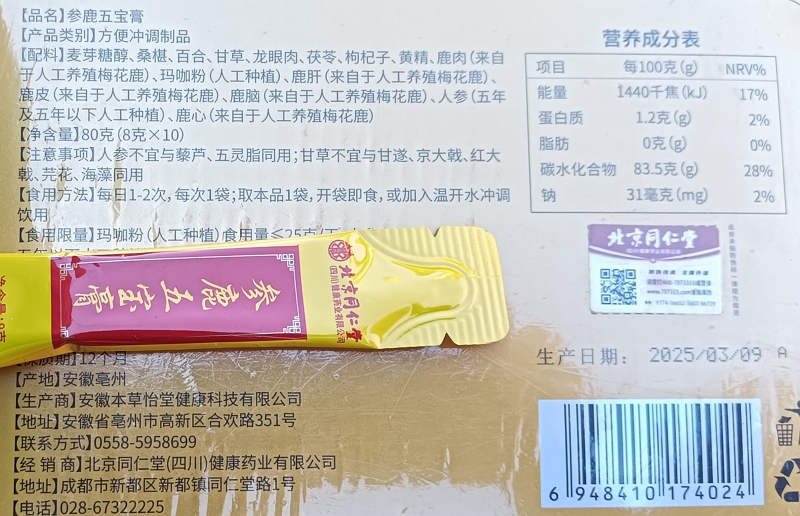 【品名】参鹿五宝膏
【产品类别】方便冲调制品
【配料】麦芽糖醇、桑椹、百合、甘草、龙眼肉、茯苓、枸杞子、黄精、鹿肉(来自
于人工养殖梅花鹿)、玛咖粉(人工种植)、鹿肝(来自于人工养殖梅花鹿)、
鹿皮(来自于人工养殖梅花鹿)、鹿脑(来自于人工养殖梅花鹿)、人参(五年
及五年以下人工种植)、鹿心(来自于人工养殖梅花鹿)
【净含量】80克(8克×10)
【注意事项】人参不宜与藜芦、五灵脂同用;甘草不宜与甘遂、京大戟、红大
戟、芫花、海藻同用
【食用方法】每日1-2次,每次1袋;取本品1袋,开袋即食,或加入温开水冲调
饮用
【食用限量】玛咖粉(人工种植)食用量≤25克
参鹿五宝膏
北京同仁堂
(四川)健康药业有限公司
【保质期】12个月
【产地】安徽亳州
【生产商】安徽本草怡堂健康科技有限公司
【地址】安徽省亳州市高新区合欢路351号
【联系方式】0558-5958699
【经销商】北京同仁堂(四川)健康药业有限公司
【地址】成都市新都区新都镇同仁堂路1号
【电话】028-67322225
营养成分表
项目 每100克(g) NRV%
能量 1440千焦(kJ) 17%
蛋白质 1.2克(g) 2%
脂肪 0克(g) 0%
碳水化合物 83.5克(g) 28%
钠 31毫克(mg) 2%
北京同仁堂
生产日期: 2025/03/09 A
6 948410 174024